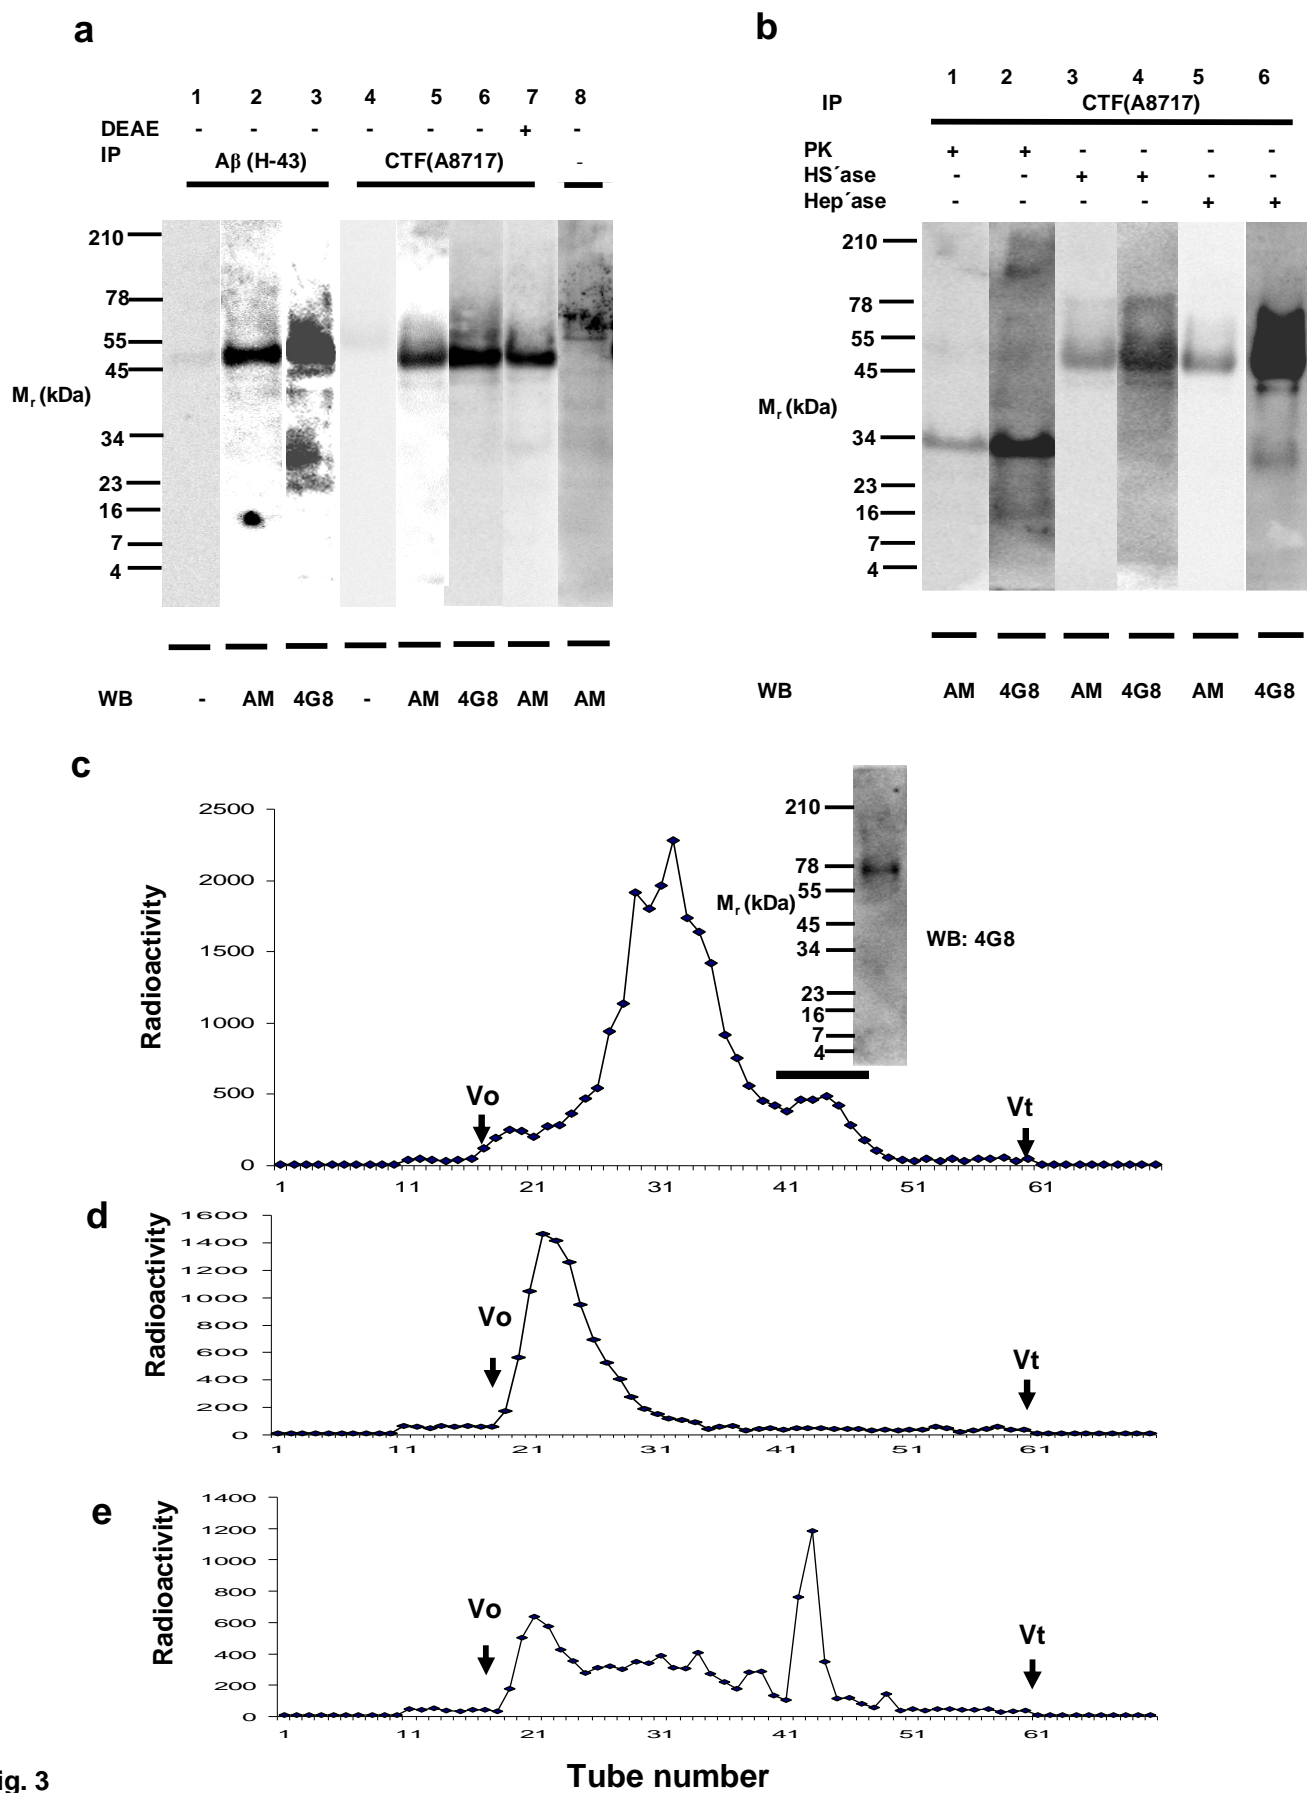 a
1 2 3 4 5 6 7 8
DEAE - - - - - - + -
IP Aβ (H-43) CTF(A8717) -
210
78
55
45
Mr (kDa)
34
23
16
7
4
WB - AM 4G8 - AM 4G8 AM AM
b
1 2 3 4 5 6
IP CTF(A8717)
PK + + - - - -
HS´ase - - + + - -
Hep´ase - - - - + +
210
78
55
45
Mr (kDa)
34
23
16
7
4
WB AM 4G8 AM 4G8 AM 4G8
c
Radioactivity
2500
2000
1500
1000
500
0
Vo
Vt
1 11 21 31 41 51 61
210
78
55
Mr (kDa)
45
34
23
16
7
4
WB: 4G8
d
Radioactivity
1600
1400
1200
1000
800
600
400
200
0
Vo
Vt
1 11 21 31 41 51 61
e
Radioactivity
1400
1200
1000
800
600
400
200
0
Vo
Vt
1 11 21 31 41 51 61
Tube number
ig. 3